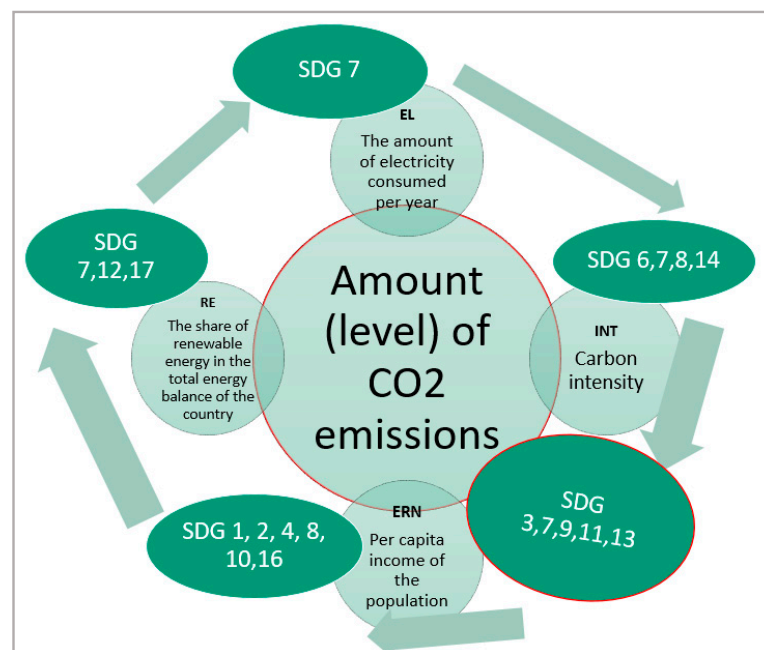 SDG 7
EL
The amount
of electricity
consumed
per year
SDG
7,12,17
SDG 6,7,8,14
RE
The share of
renewable
energy in the
total energy
balance of the
country
Amount
(level) of
CO2
emissions
INT
Carbon
intensity
SDG
3,7,9,11,13
SDG 1, 2, 4, 8,
10,16
ERN
Per capita
income of
the
population